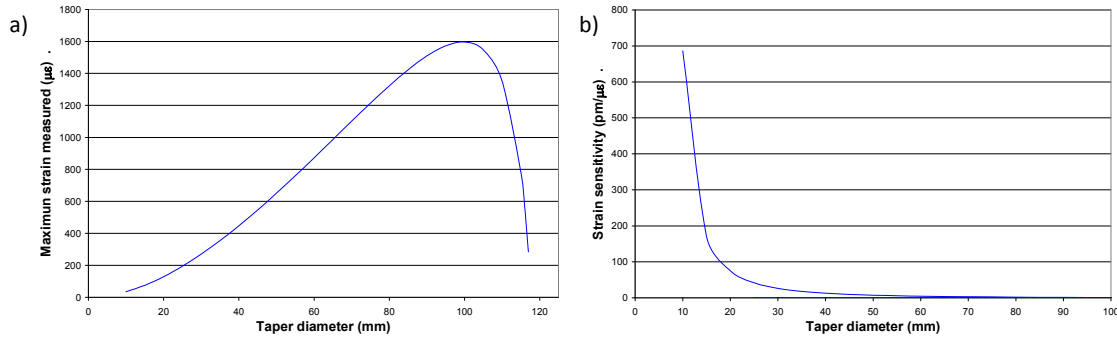 a)
Maximun strain measured (με) .
1800
1600
1400
1200
1000
800
600
400
200
0
0 20 40 60 80 100 120
Taper diameter (mm)
b)
Strain sensitivity (pm/με) .
800
700
600
500
400
300
200
100
0
0 10 20 30 40 50 60 70 80 90 100
Taper diameter (mm)